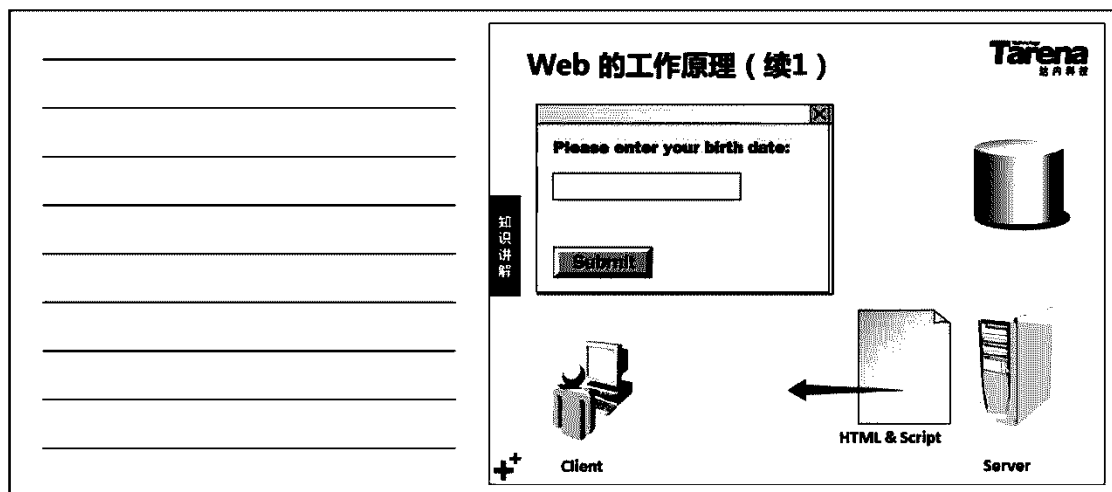 Web 的工作原理（续1）
Tarena
达内科技
Please enter your birth date:
Submit
知识讲解
HTML & Script
Client
Server